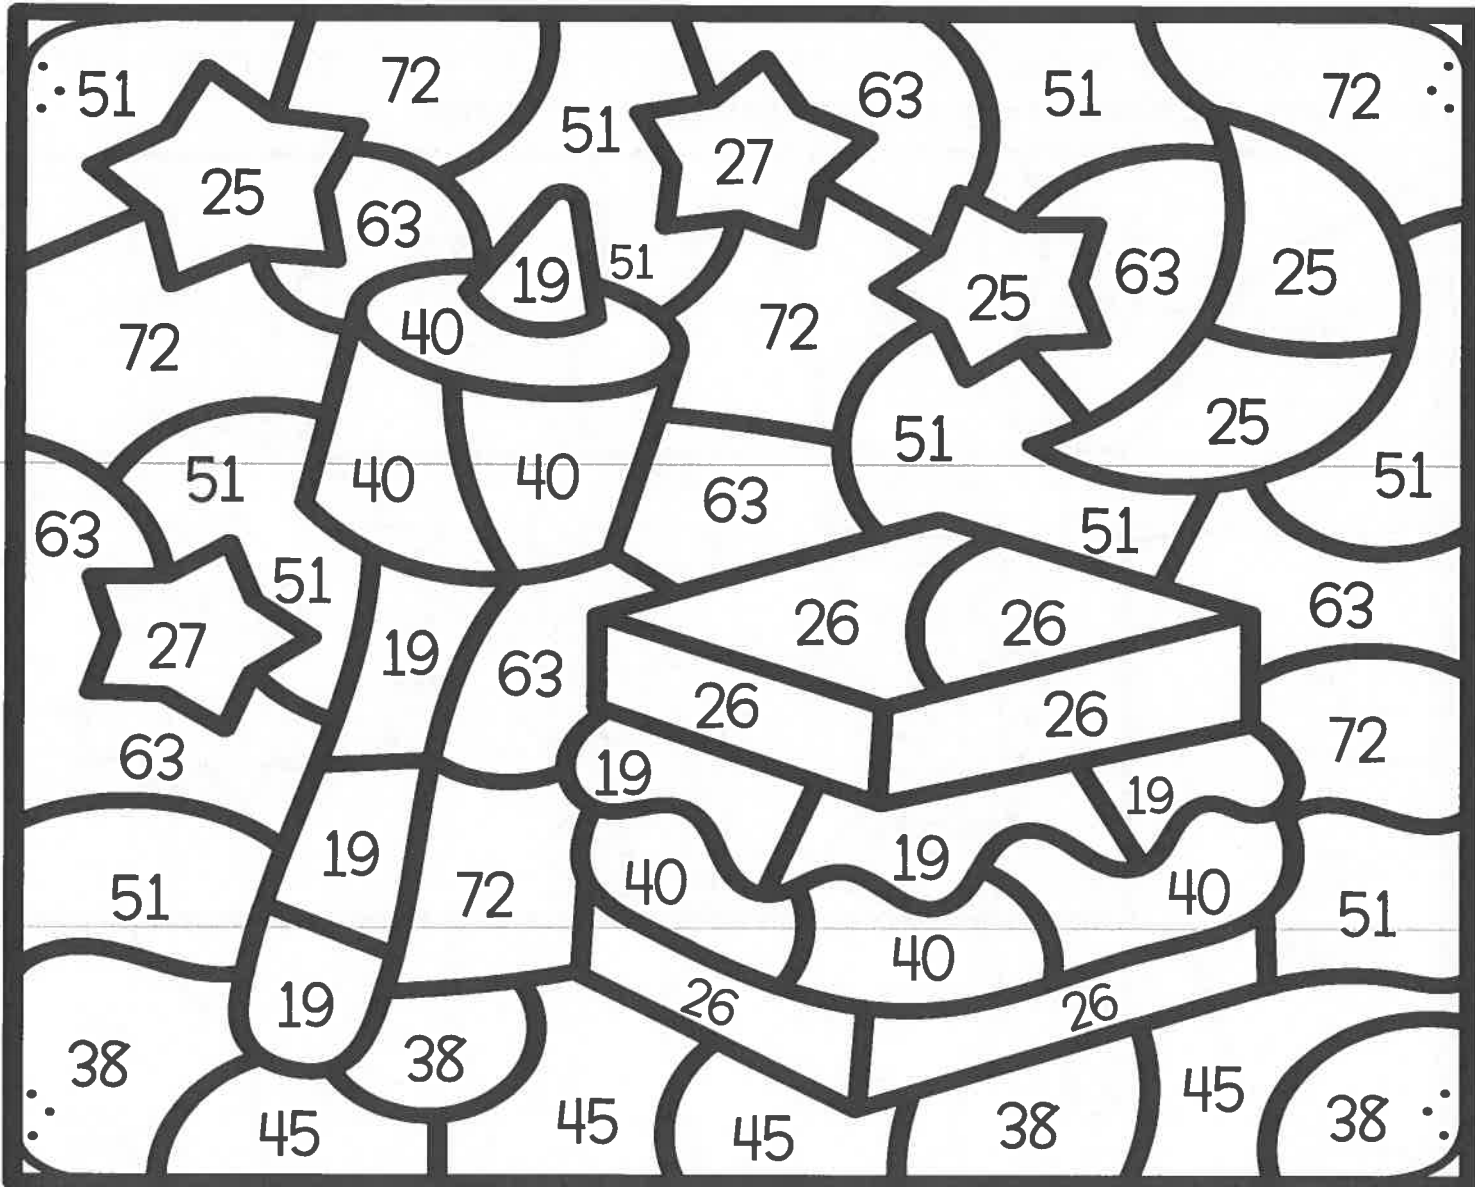 51 72 51 27 63 51 72
25 63 19 51 25 63 25
72 40 72 25
51 40 40 63 51 51 51
63 51 26 26 63
27 19 63 26 26 72
63 19 19
19 40 19 40
51 72 40 51
19 26 26
38 38 45 38
45 45 45 38